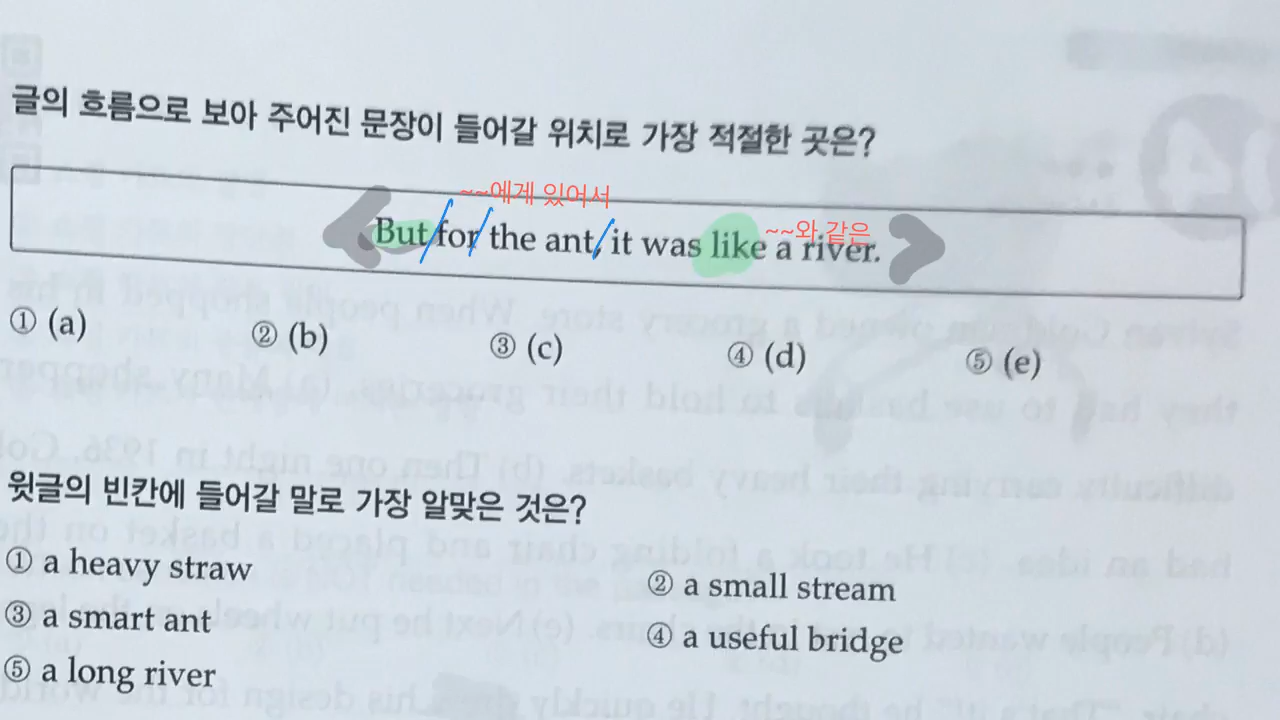 글의 흐름으로 보아 주어진 문장이 들어갈 위치로 가장 적절한 곳은?
~~에게 있어서
But for the ant, it was like a river.
~~와 같은
① (a) ② (b) ③ (c) ④ (d) ⑤ (e)
윗글의 빈칸에 들어갈 말로 가장 알맞은 것은?
① a heavy straw ② a small stream
③ a smart ant ④ a useful bridge
⑤ a long river